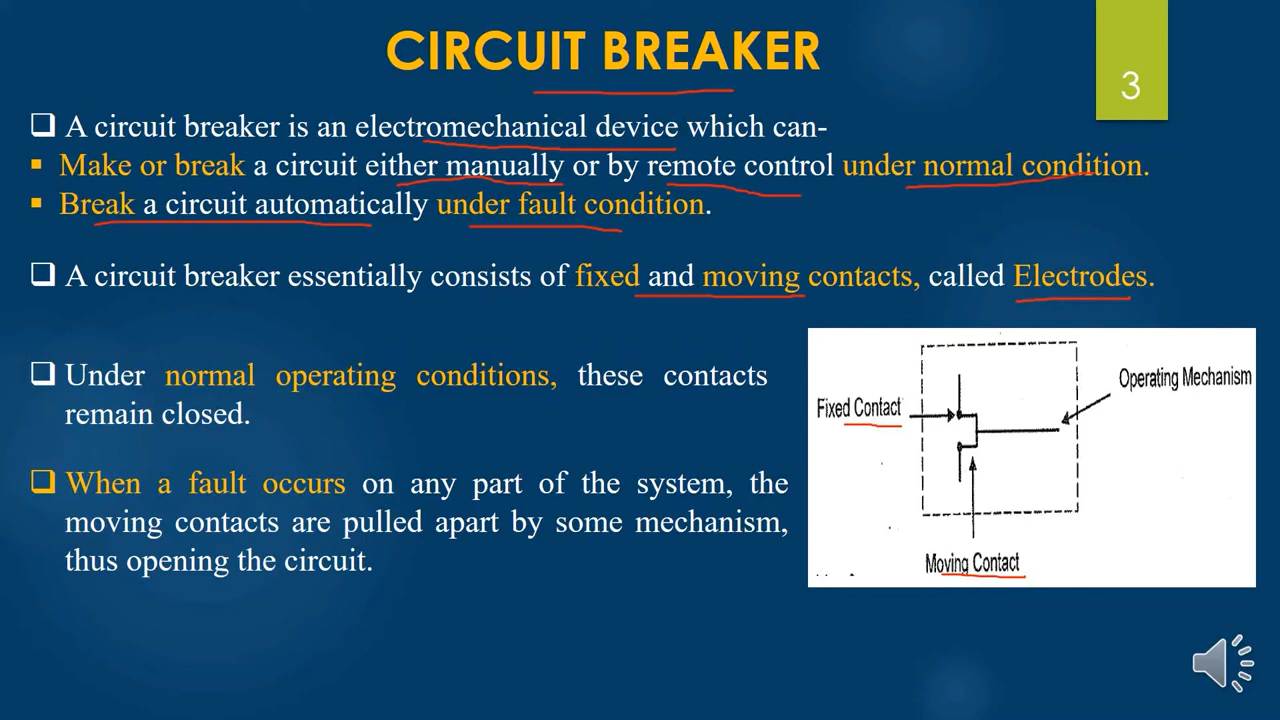 CIRCUIT BREAKER
3
❑ A circuit breaker is an electromechanical device which can-
▪ Make or break a circuit either manually or by remote control under normal condition.
▪ Break a circuit automatically under fault condition.
❑ A circuit breaker essentially consists of fixed and moving contacts, called Electrodes.
❑ Under normal operating conditions, these contacts
remain closed.
❑ When a fault occurs on any part of the system, the
moving contacts are pulled apart by some mechanism,
thus opening the circuit.
Operating Mechanism
Fixed Contact
Moving Contact